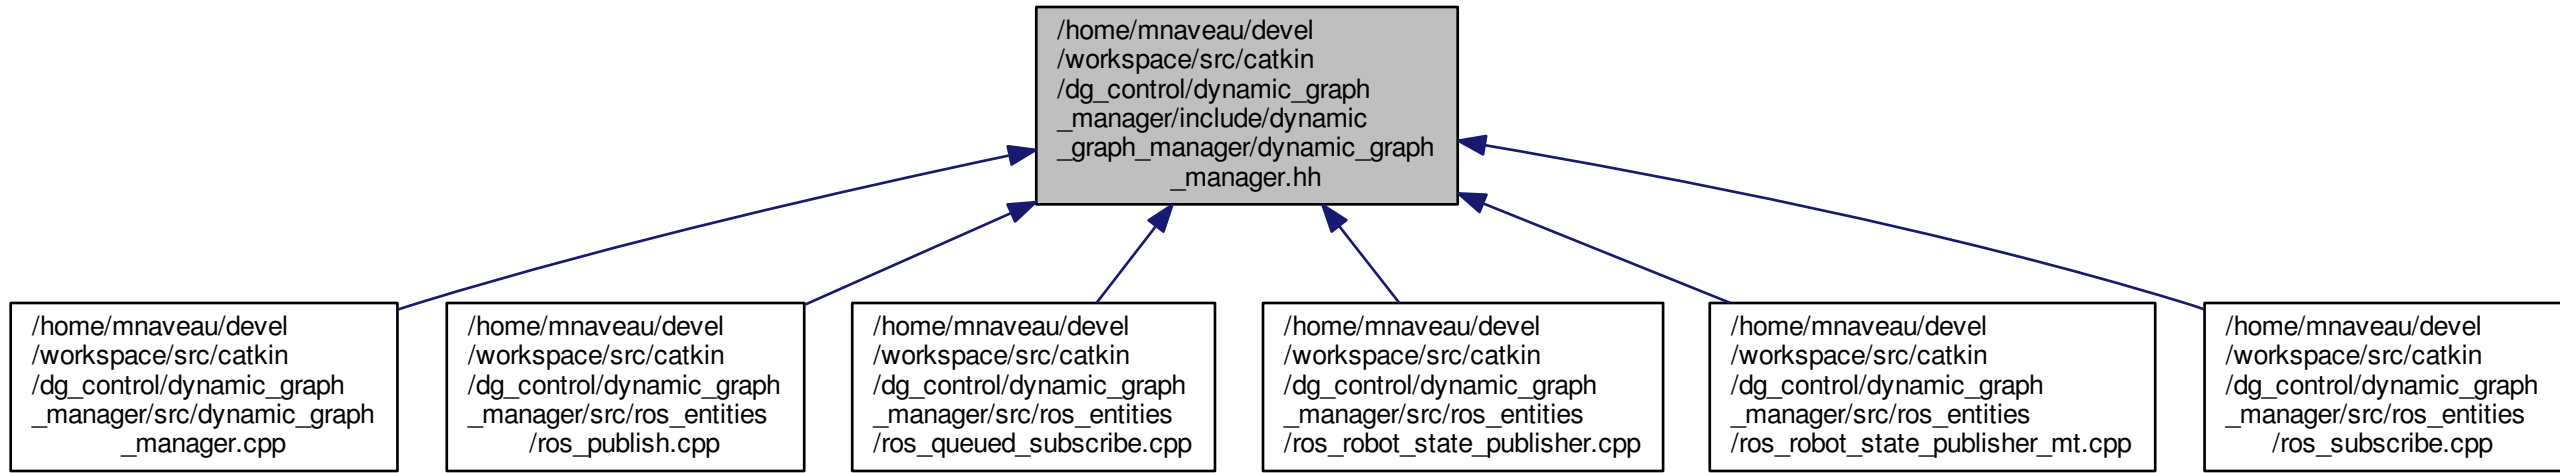 /home/mnaveau/devel
/workspace/src/catkin
/dg_control/dynamic_graph
_manager/include/dynamic
_graph_manager/dynamic_graph
_manager.hh
/home/mnaveau/devel
/workspace/src/catkin
/dg_control/dynamic_graph
_manager/src/dynamic_graph
_manager.cpp
/home/mnaveau/devel
/workspace/src/catkin
/dg_control/dynamic_graph
_manager/src/ros_entities
/ros_publish.cpp
/home/mnaveau/devel
/workspace/src/catkin
/dg_control/dynamic_graph
_manager/src/ros_entities
/ros_queued_subscribe.cpp
/home/mnaveau/devel
/workspace/src/catkin
/dg_control/dynamic_graph
_manager/src/ros_entities
/ros_robot_state_publisher.cpp
/home/mnaveau/devel
/workspace/src/catkin
/dg_control/dynamic_graph
_manager/src/ros_entities
/ros_robot_state_publisher_mt.cpp
/home/mnaveau/devel
/workspace/src/catkin
/dg_control/dynamic_graph
_manager/src/ros_entities
/ros_subscribe.cpp